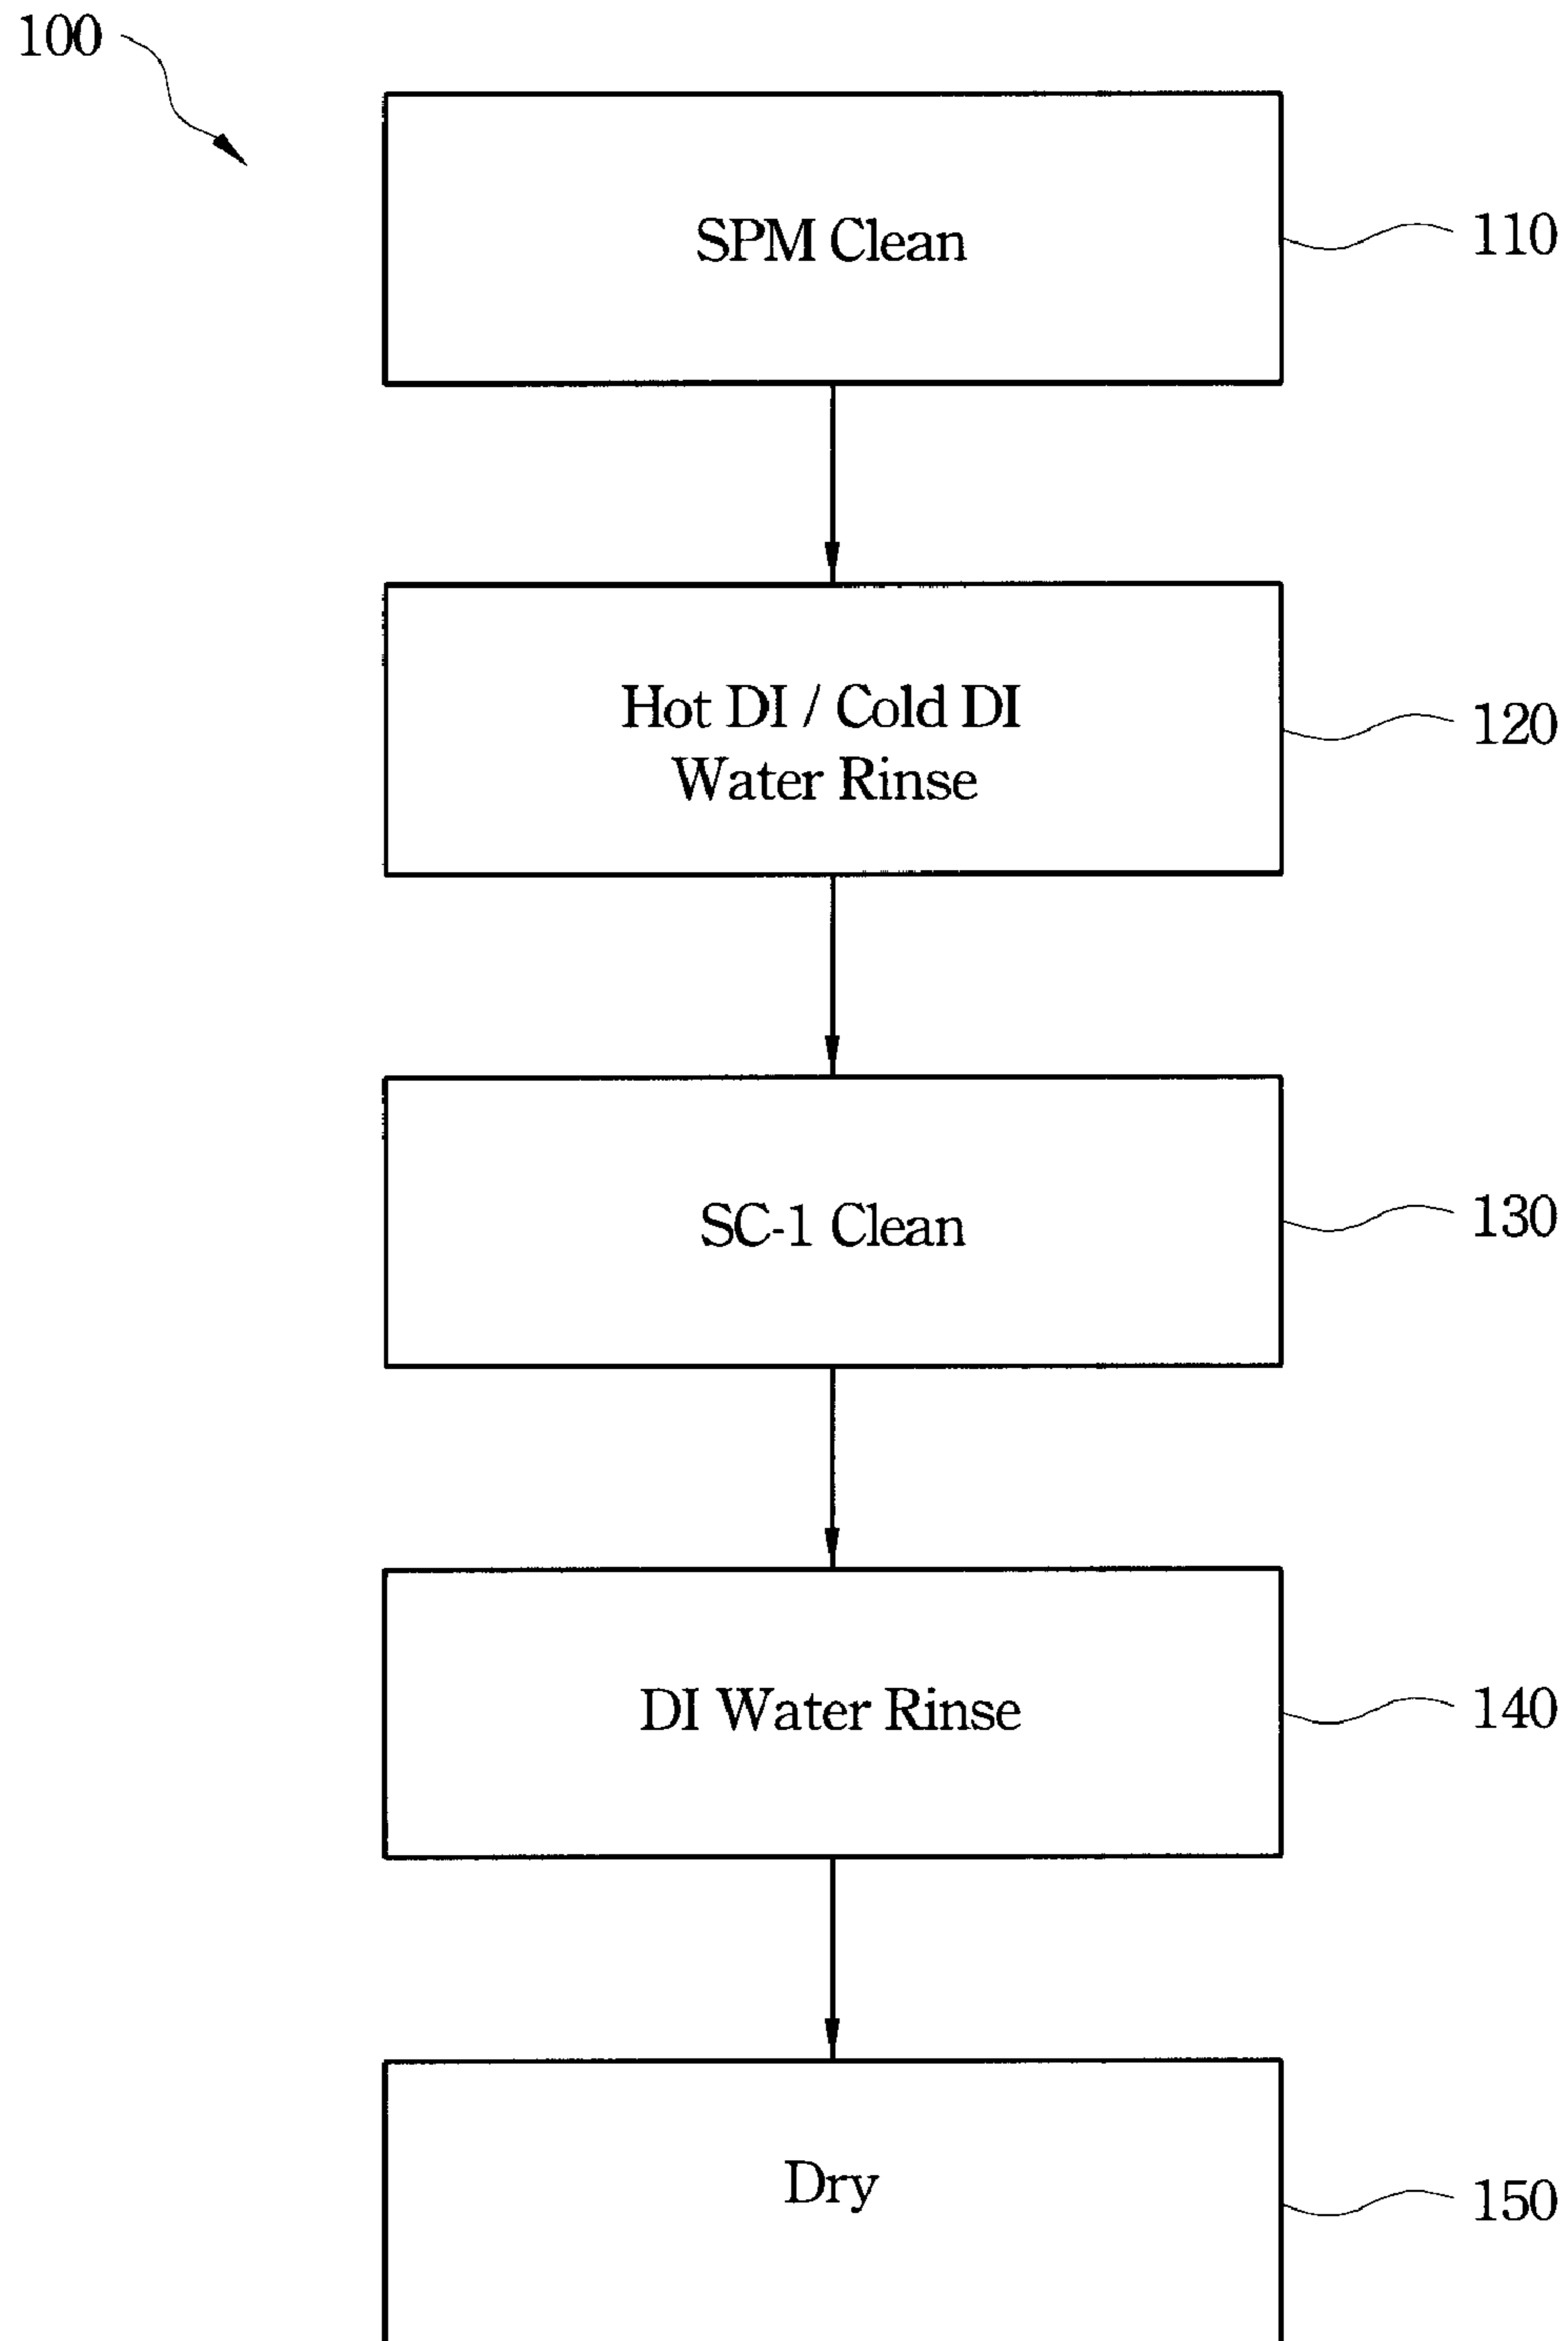 100
SPM Clean
110
Hot DI / Cold DI
Water Rinse
120
SC-1 Clean
130
DI Water Rinse
140
Dry
150